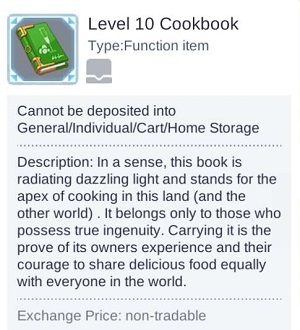 Level 10 Cookbook
Type:Function item
Cannot be deposited into
General/Individual/Cart/Home Storage
Description: In a sense, this book is
radiating dazzling light and stands for the
apex of cooking in this land (and the
other world) . It belongs only to those who
possess true ingenuity. Carrying it is the
prove of its owners experience and their
courage to share delicious food equally
with everyone in the world.
Exchange Price: non-tradable